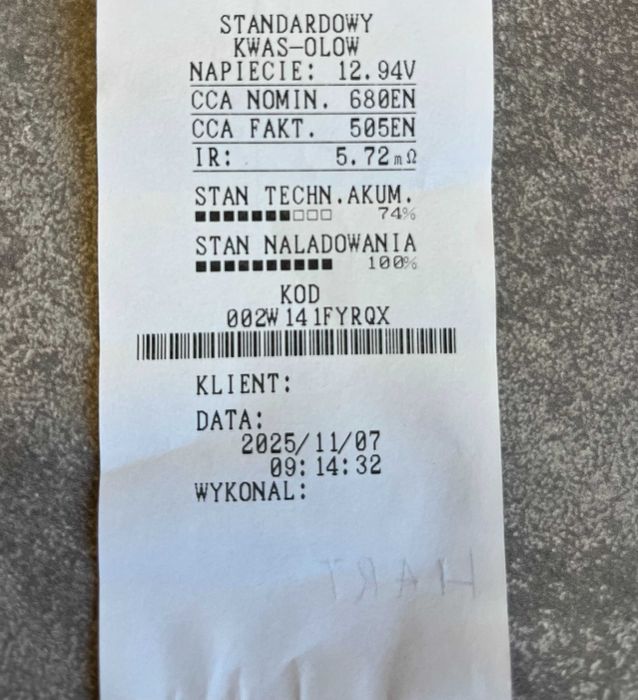 STANDARDOWY
KWAS-OLOW
NAPIECIE: 12.94V
CCA NOMIN. 680EN
CCA FAKT. 505EN
IR: 5.72mΩ
STAN TECHN.AKUM.
74%
STAN NALADOWANIA
100%
KOD
002W141FYRQX
KLIENT:
DATA:
2025/11/07
09:14:32
WYKONAL:
HART